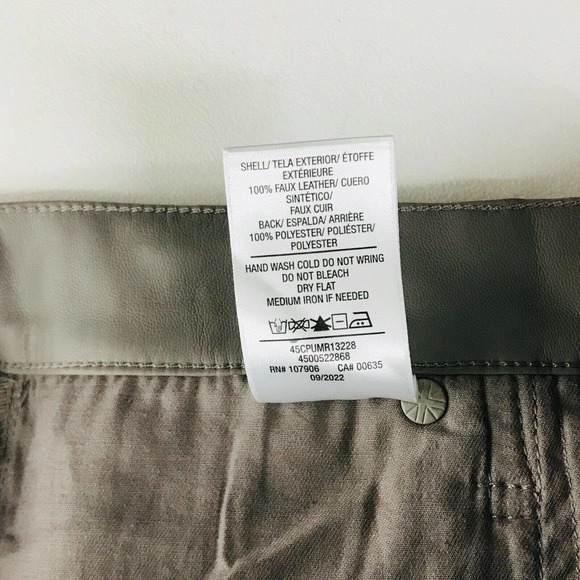 SHELL/ TELA EXTERIOR/ ÉTOFFE
EXTÉRIEURE
100% FAUX LEATHER/ CUERO
SINTÉTICO/
FAUX CUIR
BACK/ ESPALDA/ ARRIÈRE
100% POLYESTER/ POLIÉSTER/
POLYESTER
HAND WASH COLD DO NOT WRING
DO NOT BLEACH
DRY FLAT
MEDIUM IRON IF NEEDED
45CPUMR13228
4500522868
RN# 107906 CA# 00635
09/2022